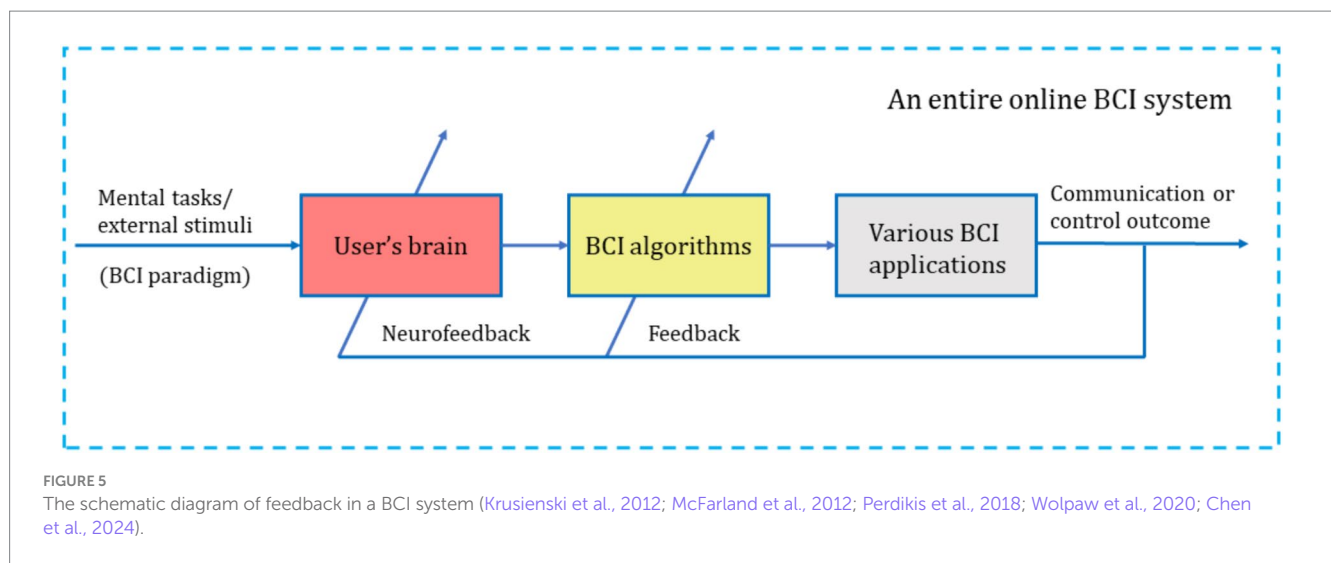 An entire online BCI system
Mental tasks/
external stimuli
(BCI paradigm)
User's brain
BCI algorithms
Various BCI
applications
Communication or
control outcome
Neurofeedback
Feedback
FIGURE 5
The schematic diagram of feedback in a BCI system (Krusienski et al., 2012; McFarland et al., 2012; Perdikis et al., 2018; Wolpaw et al., 2020; Chen
et al., 2024).